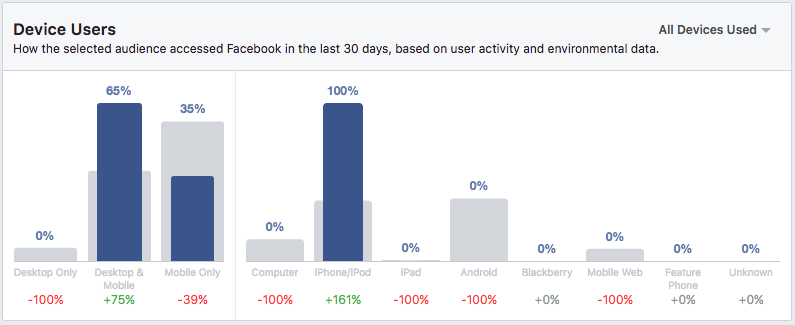 Device Users
All Devices Used
How the selected audience accessed Facebook in the last 30 days, based on user activity and environmental data.
65%
35%
0%
100%
0%
0%
0%
0%
0%
0%
0%
Desktop Only
Desktop &
Mobile
Mobile Only
Computer
iPhone/iPod
iPad
Android
Blackberry
Mobile Web
Feature
Phone
Unknown
-100%
+75%
-39%
-100%
+161%
-100%
-100%
+0%
-100%
+0%
+0%